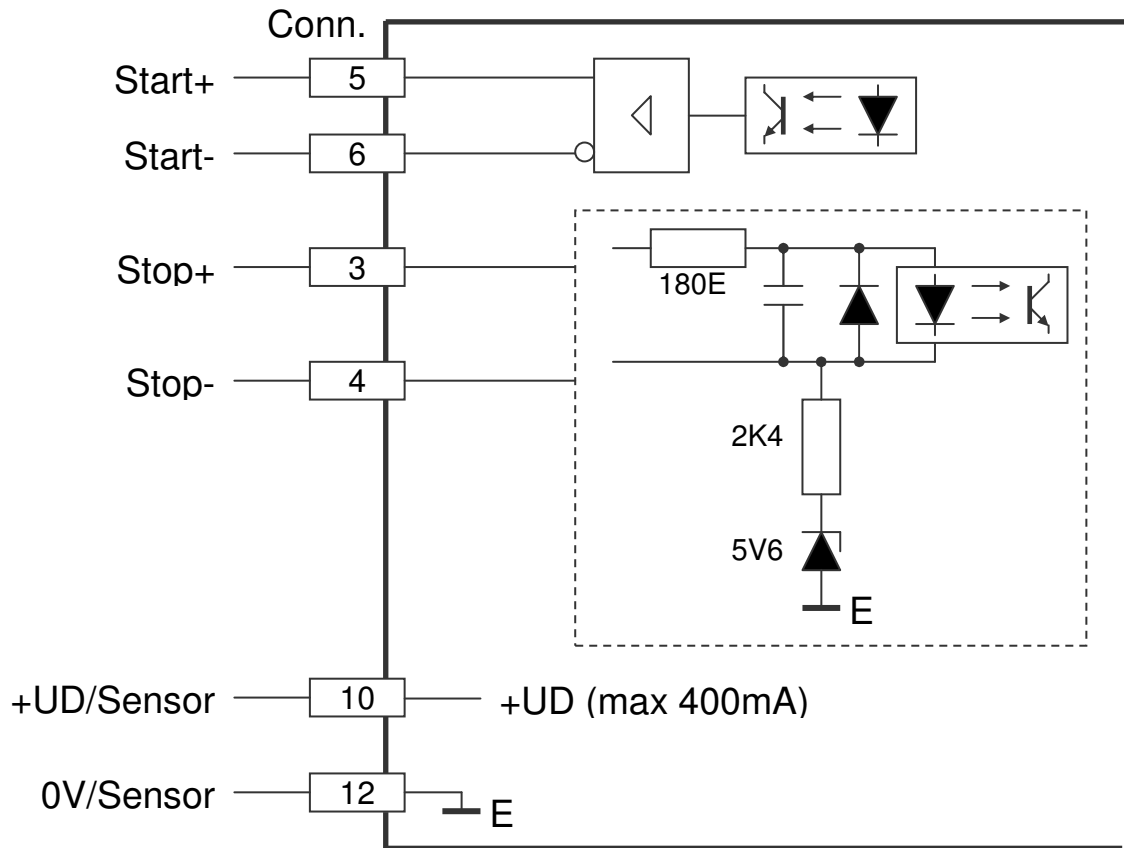 Conn.
Start+ 5
Start- 6
Stop+ 3
180E
Stop- 4
2K4
5V6
E
+UD/Sensor 10 +UD (max 400mA)
0V/Sensor 12 E